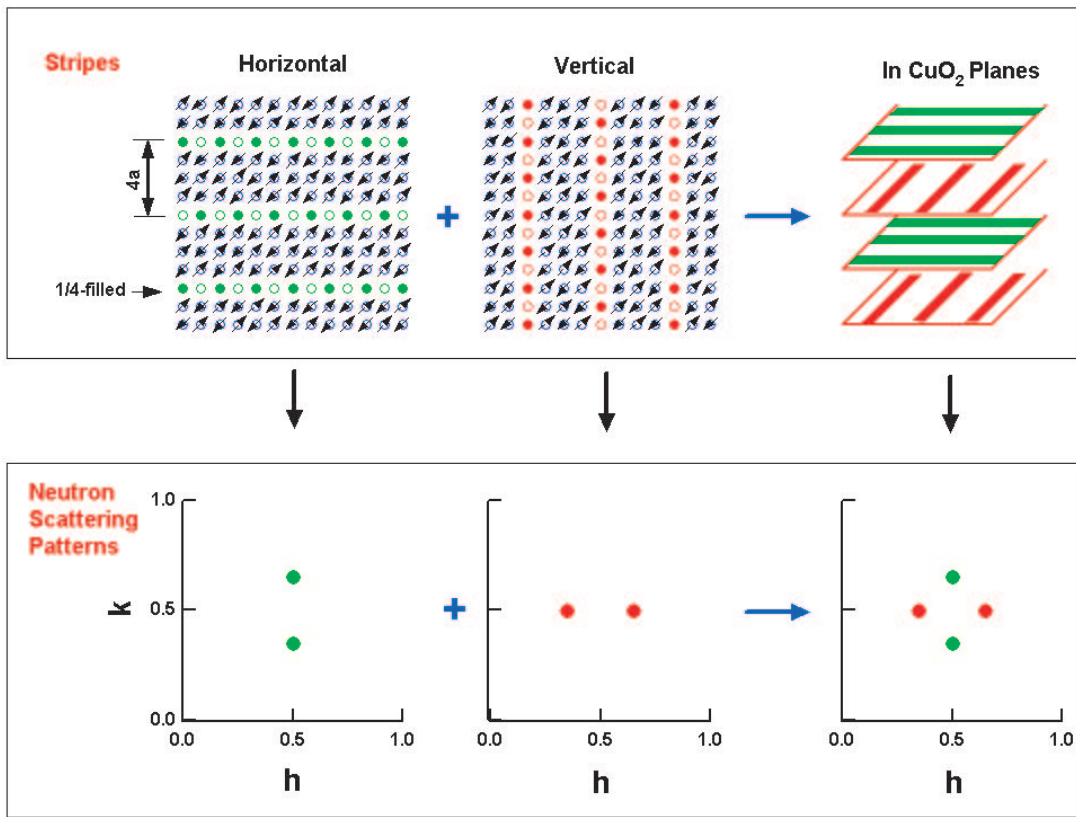 Stripes
Horizontal
Vertical
In CuO₂ Planes
4a
+
1/4-filled
Neutron
Scattering
Patterns
1.0
k 0.5
0.0
0.0 0.5 1.0
h
+
0.0 0.5 1.0
h
0.0 0.5 1.0
h